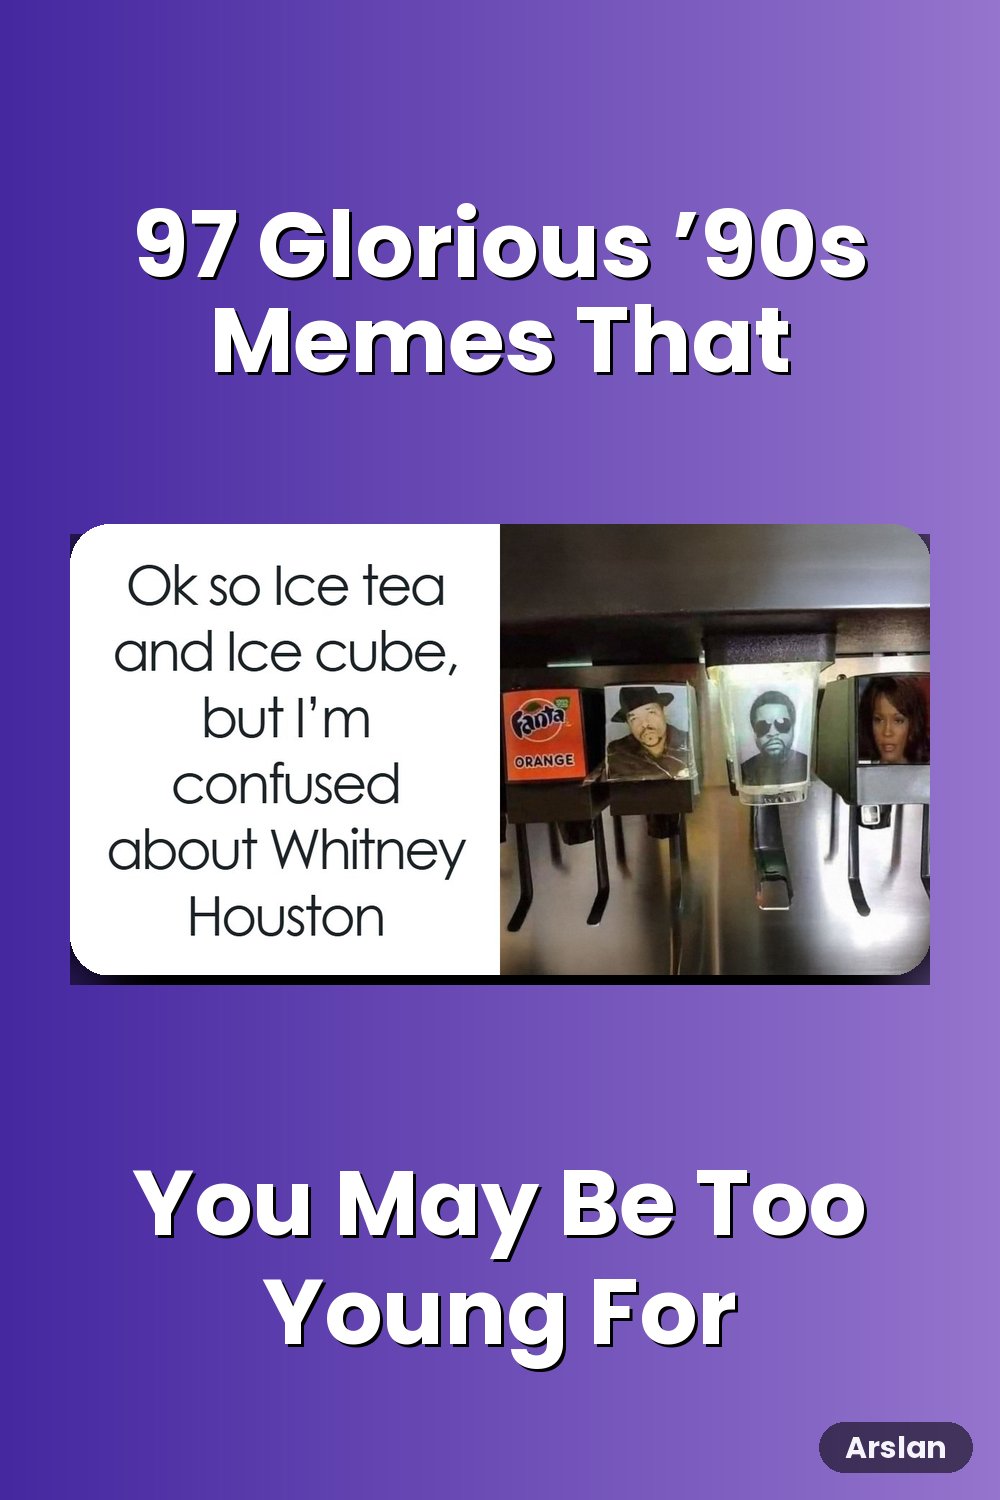 97 Glorious ’90s
Memes That
Ok so Ice tea
and Ice cube,
but I’m
confused
about Whitney
Houston
Fanta
ORANGE
You May Be Too
Young For
Arslan